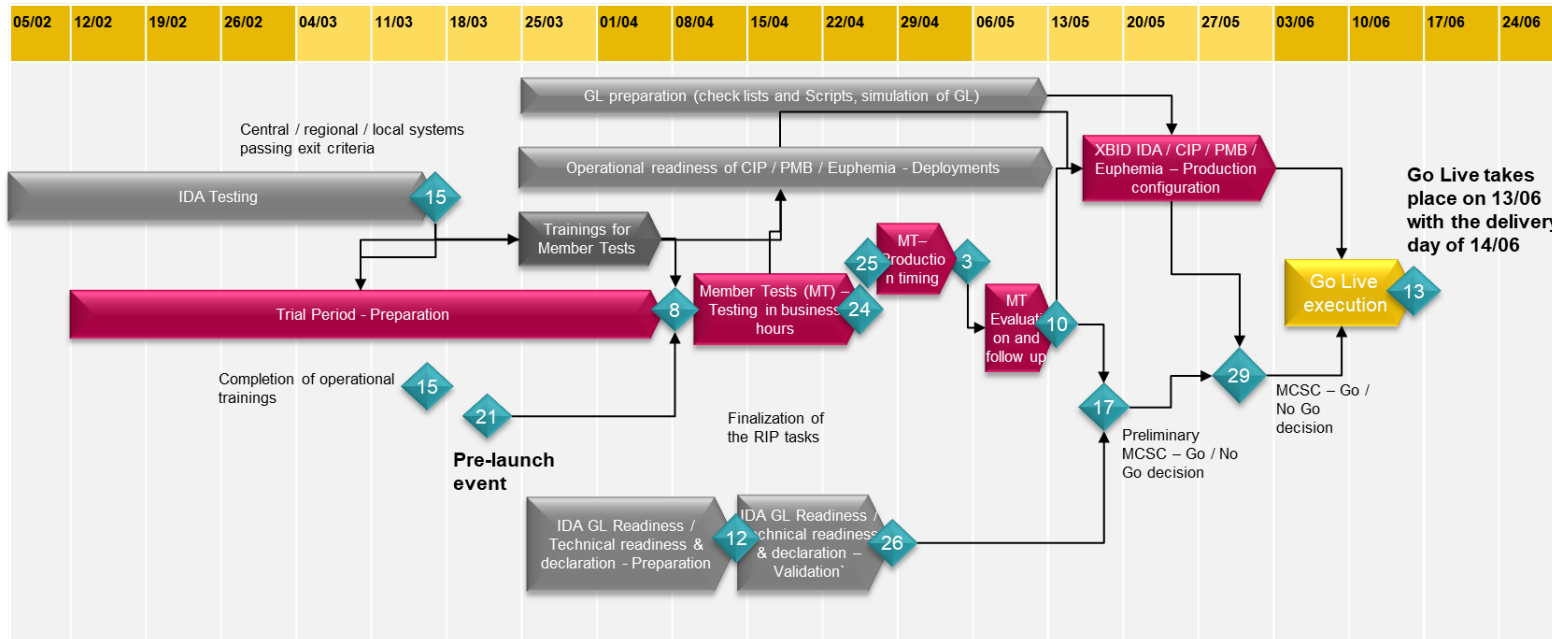 05/02 12/02 19/02 26/02 04/03 11/03 18/03 25/03 01/04 08/04 15/04 22/04 29/04 06/05 13/05 20/05 27/05 03/06 10/06 17/06 24/06
GL preparation (check lists and Scripts, simulation of GL)
Central / regional / local systems
passing exit criteria
Operational readiness of CIP / PMB / Euphemia - Deployments
XBID IDA / CIP / PMB /
Euphemia – Production
configuration
Go Live takes
place on 13/06
with the delivery
day of 14/06
IDA Testing
15
Trainings for
Member Tests
25
MT–
Productio
n timing
3
Trial Period - Preparation
8
Member Tests (MT) –
Testing in business
hours
24
MT
Evaluati
on and
follow up
10
Go Live
execution
13
Completion of operational
trainings
15
21
Pre-launch
event
Finalization of
the RIP tasks
17
Preliminary
MCSC – Go / No
Go decision
29
MCSC – Go /
No Go
decision
IDA GL Readiness /
Technical readiness &
declaration - Preparation
12
IDA GL Readiness /
echnical readiness
& declaration –
Validation`
26